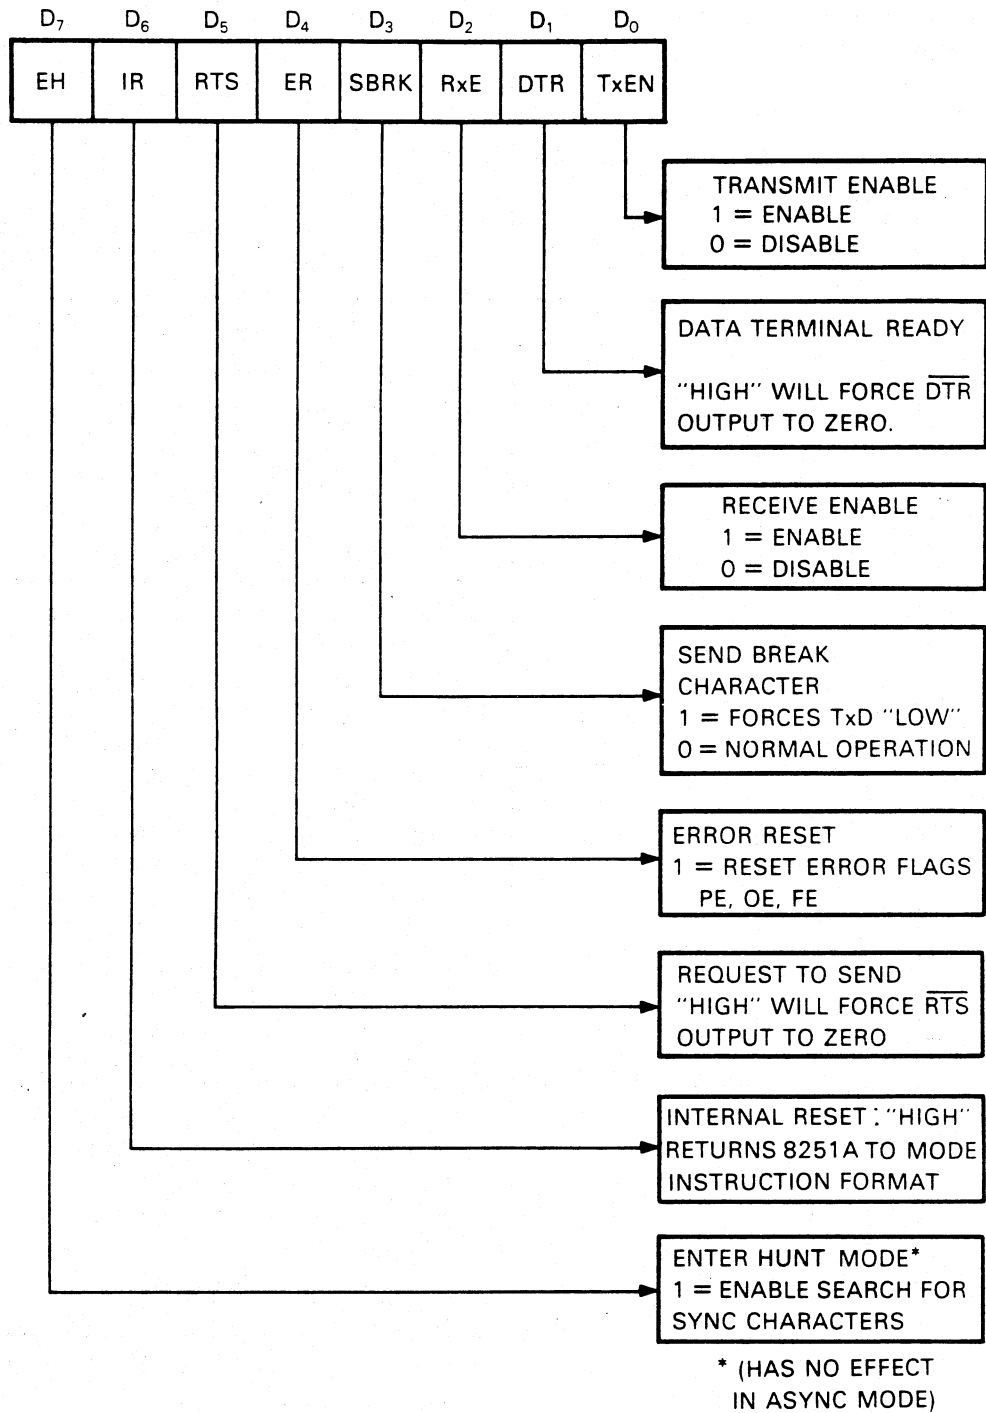 D7 D6 D5 D4 D3 D2 D1 D0
EH IR RTS ER SBRK RxE DTR TxEN
TRANSMIT ENABLE
1 = ENABLE
0 = DISABLE
DATA TERMINAL READY
"HIGH" WILL FORCE D̅T̅R̅
OUTPUT TO ZERO.
RECEIVE ENABLE
1 = ENABLE
0 = DISABLE
SEND BREAK
CHARACTER
1 = FORCES TxD "LOW"
0 = NORMAL OPERATION
ERROR RESET
1 = RESET ERROR FLAGS
PE, OE, FE
REQUEST TO SEND
"HIGH" WILL FORCE R̅T̅S̅
OUTPUT TO ZERO
INTERNAL RESET: "HIGH"
RETURNS 8251A TO MODE
INSTRUCTION FORMAT
ENTER HUNT MODE*
1 = ENABLE SEARCH FOR
SYNC CHARACTERS
* (HAS NO EFFECT
IN ASYNC MODE)